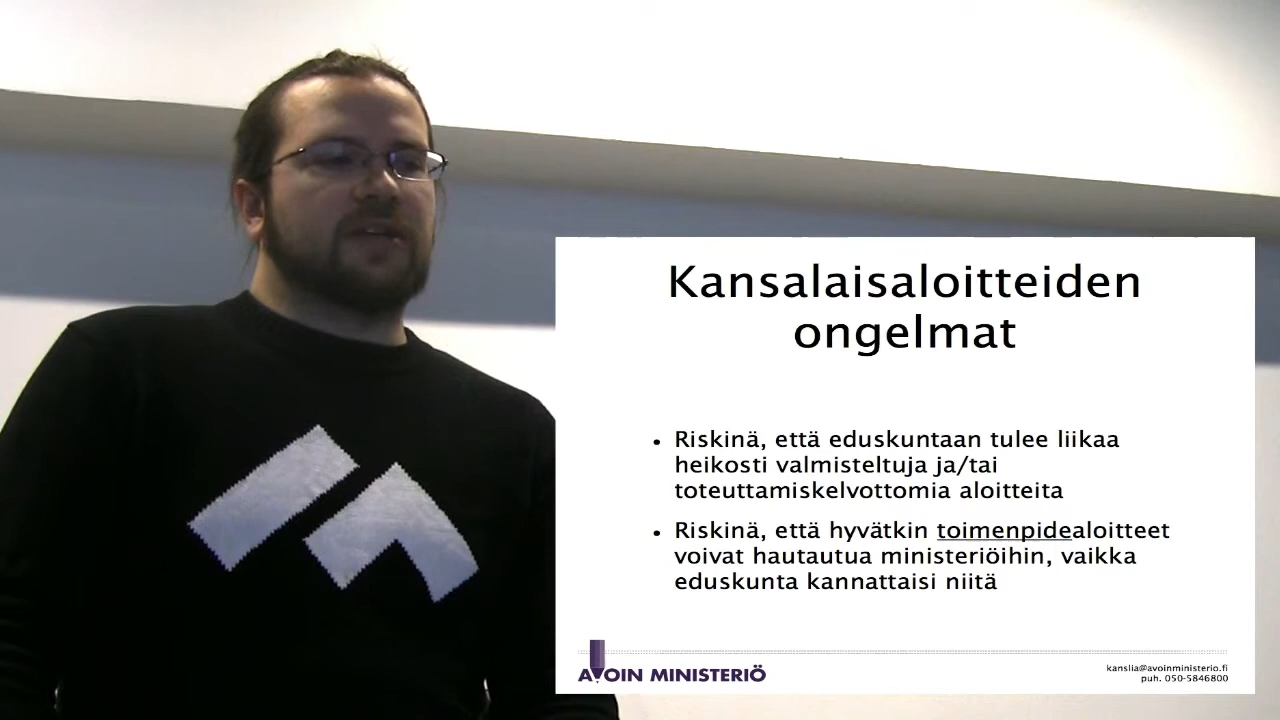 Kansalaisaloitteiden
ongelmat
• Riskinä, että eduskuntaan tulee liikaa
heikosti valmisteltuja ja/tai
toteuttamiskelvottomia aloitteita
• Riskinä, että hyvätkin toimenpidealoitteet
voivat hautautua ministeriöihin, vaikka
eduskunta kannattaisi niitä
AVOIN MINISTERIÖ
kanslia@avoinministerio.fi
puh. 050-5846800